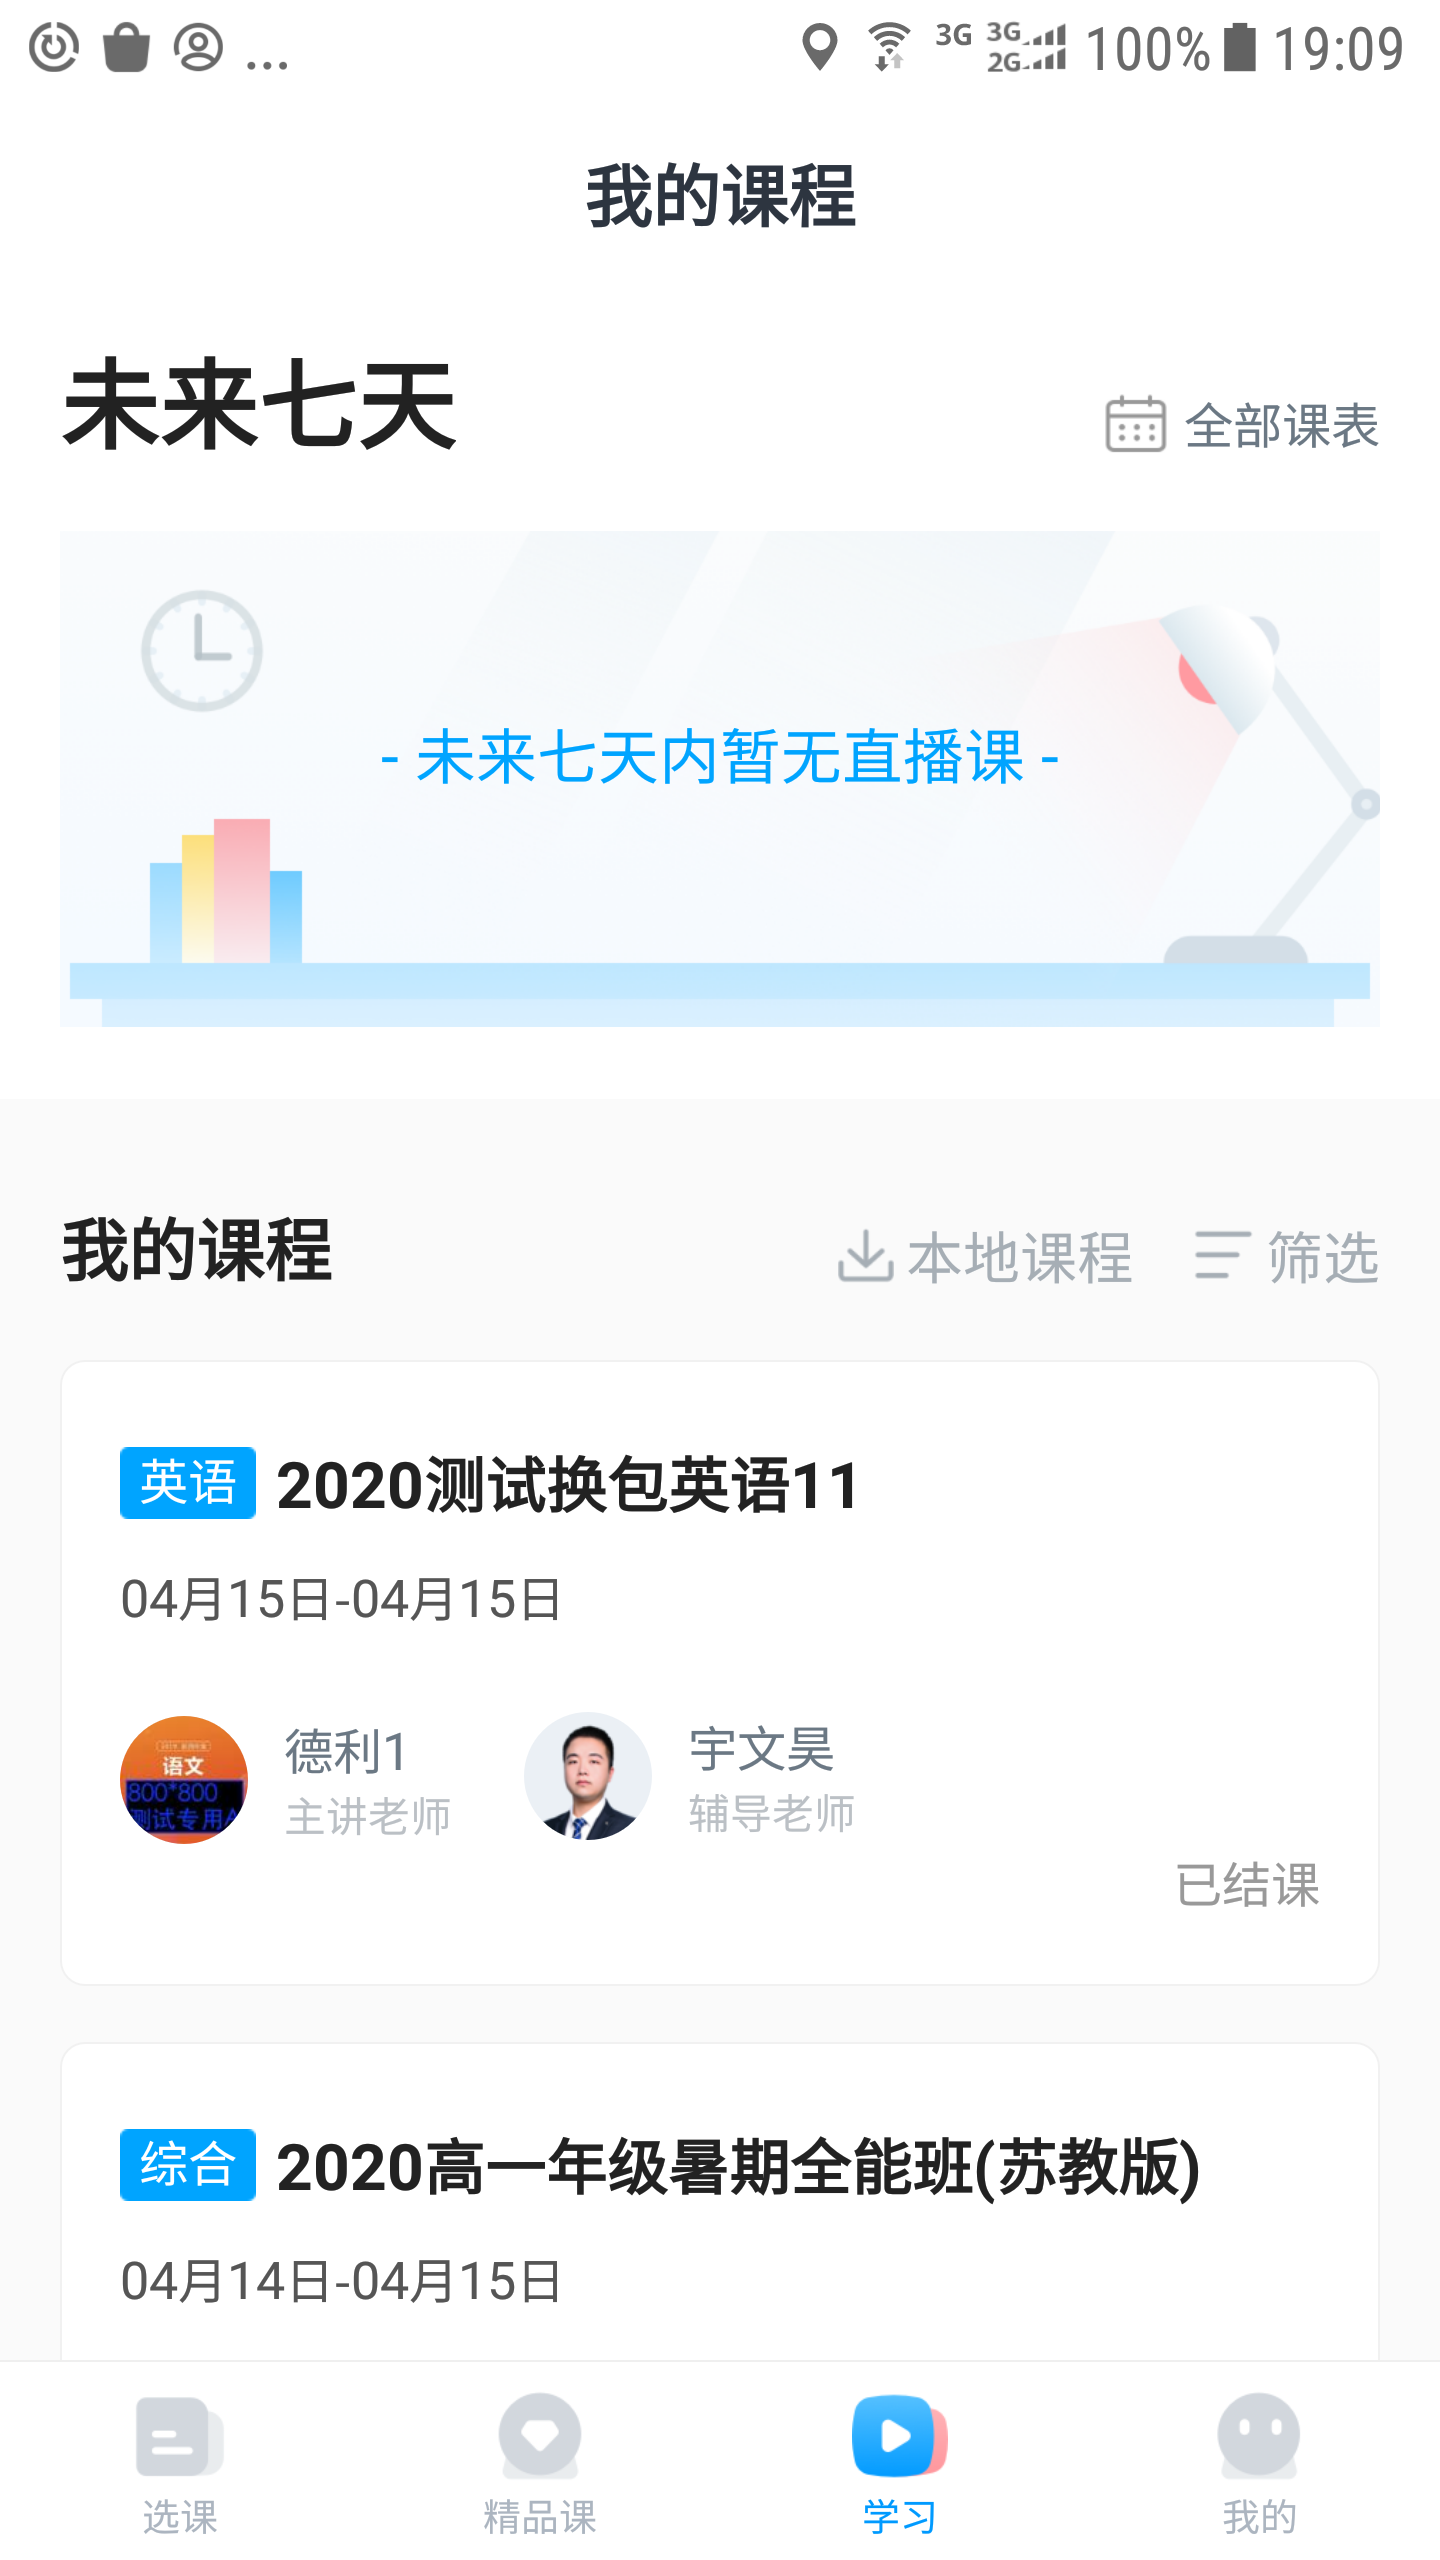 3G 3G 2G 100% 19:09
我的课程
未来七天
全部课表
- 未来七天内暂无直播课 -
我的课程
本地课程 筛选
英语 2020测试换包英语11
04月15日-04月15日
语文
800*800
测试专用
德利1
主讲老师
宇文昊
辅导老师
已结课
综合 2020高一年级暑期全能班(苏教版)
04月14日-04月15日
选课 精品课 学习 我的